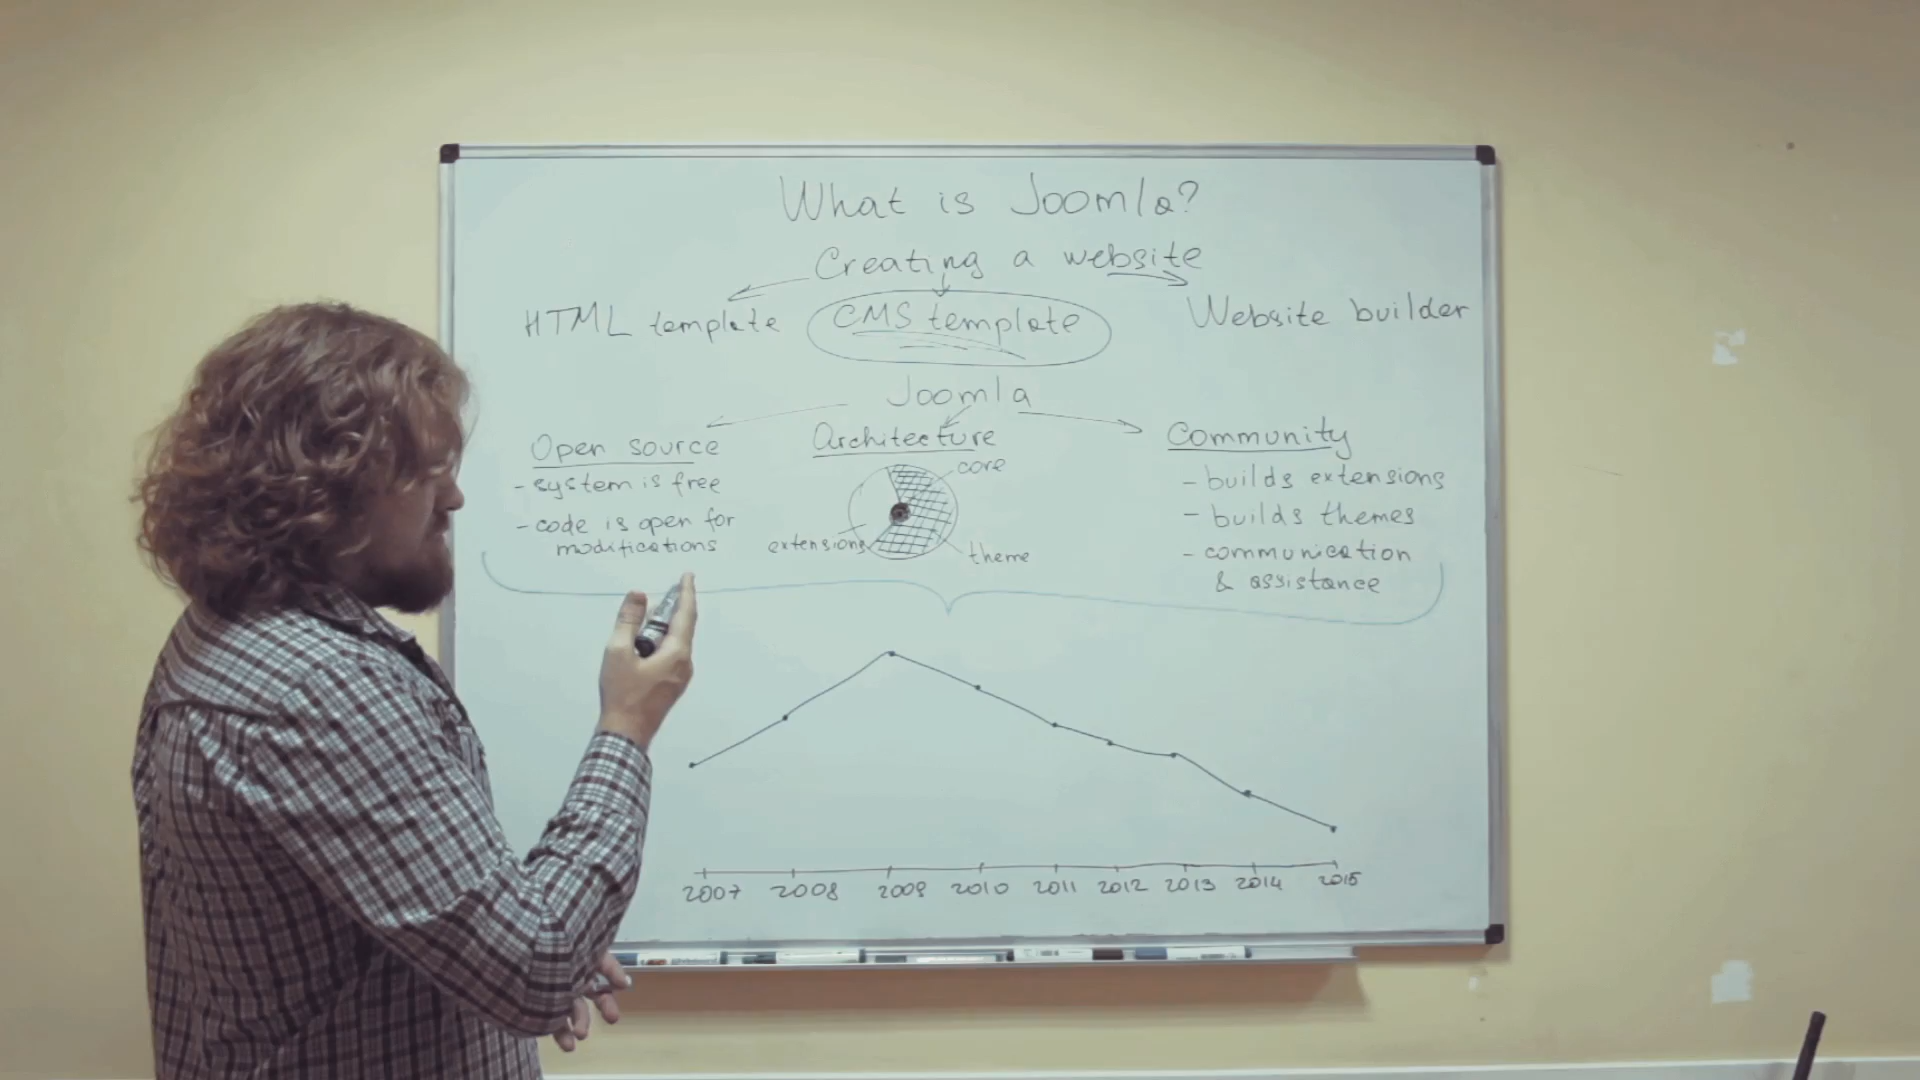 What is Joomla?
Creating a website
HTML template
CMS template
Website builder
Joomla
Open source
- system is free
- code is open for
modifications
Architecture
core
extensions
theme
Community
- builds extensions
- builds themes
- communication
& assistance
2007 2008 2009 2010 2011 2012 2013 2014 2015